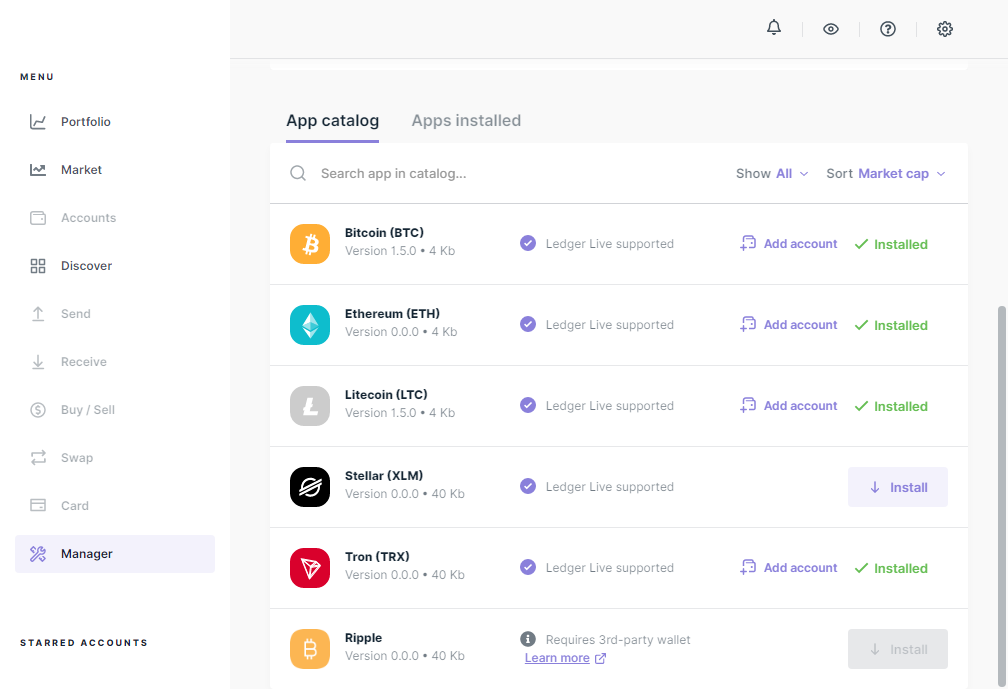 MENU
Portfolio
Market
Accounts
Discover
Send
Receive
Buy / Sell
Swap
Card
Manager
STARRED ACCOUNTS
App catalog Apps installed
Search app in catalog... Show All Sort Market cap
Bitcoin (BTC)
Version 1.5.0 • 4 Kb
Ledger Live supported Add account Installed
Ethereum (ETH)
Version 0.0.0 • 4 Kb
Ledger Live supported Add account Installed
Litecoin (LTC)
Version 1.5.0 • 4 Kb
Ledger Live supported Add account Installed
Stellar (XLM)
Version 0.0.0 • 40 Kb
Ledger Live supported Install
Tron (TRX)
Version 0.0.0 • 40 Kb
Ledger Live supported Add account Installed
Ripple
Version 0.0.0 • 40 Kb
Requires 3rd-party wallet
Learn more
Install